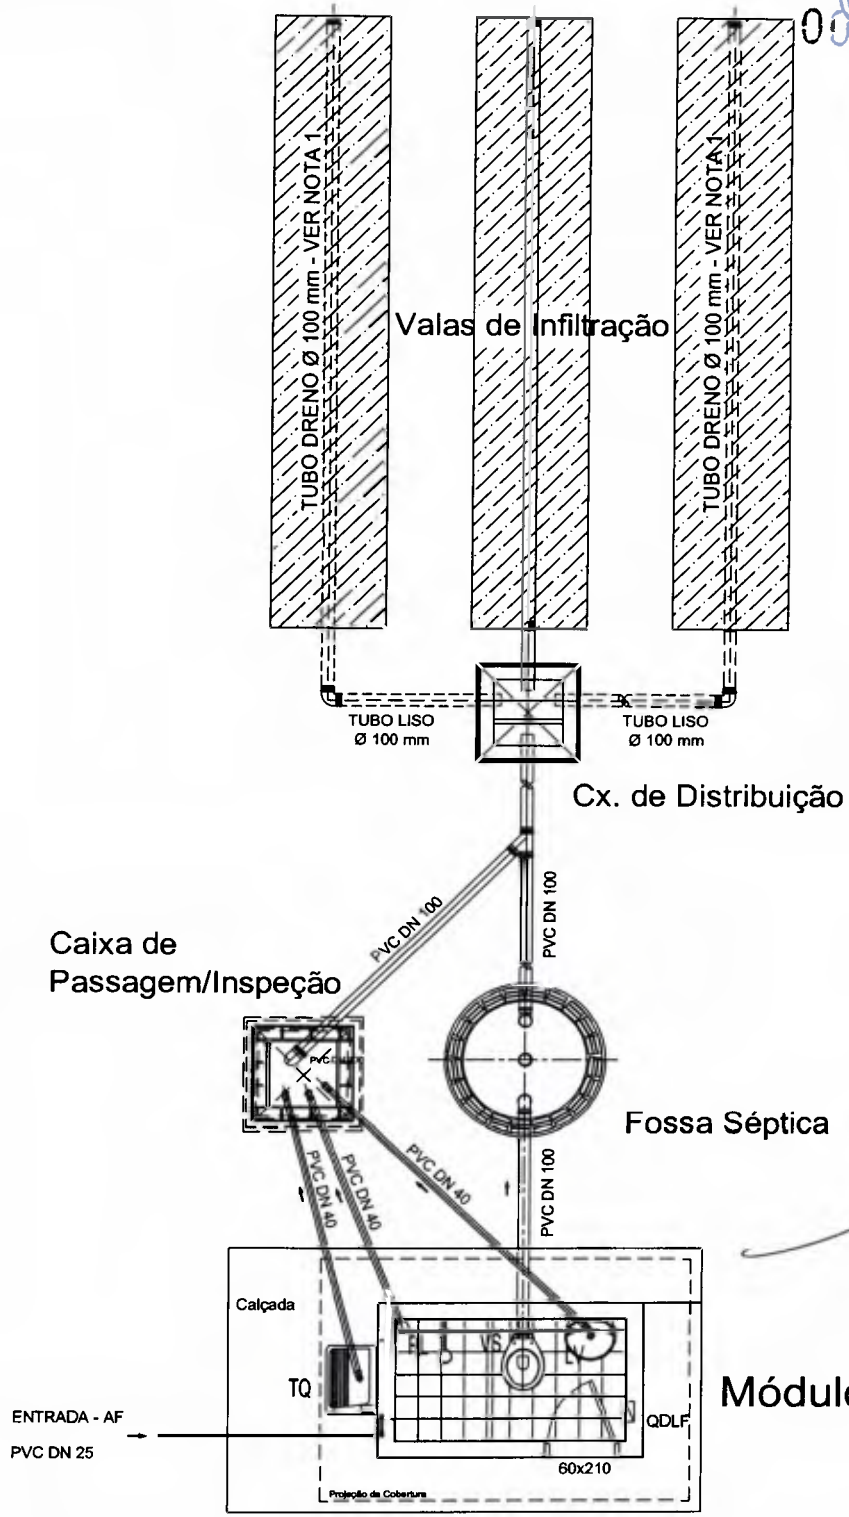 TUBO DRENO Ø 100 mm - VER NOTA 1
TUBO DRENO Ø 100 mm - VER NOTA 1
Valas de Infiltração
TUBO LISO
Ø 100 mm
TUBO LISO
Ø 100 mm
Cx. de Distribuição
PVC DN 100
PVC DN 100
Caixa de
Passagem/Inspeção
Fossa Séptica
PVC DN 40
PVC DN 40
PVC DN 40
PVC DN 100
Calçada
VS
LV
TQ
Módulo
QDLF
ENTRADA - AF
PVC DN 25
60x210
Projeção da Cobertura